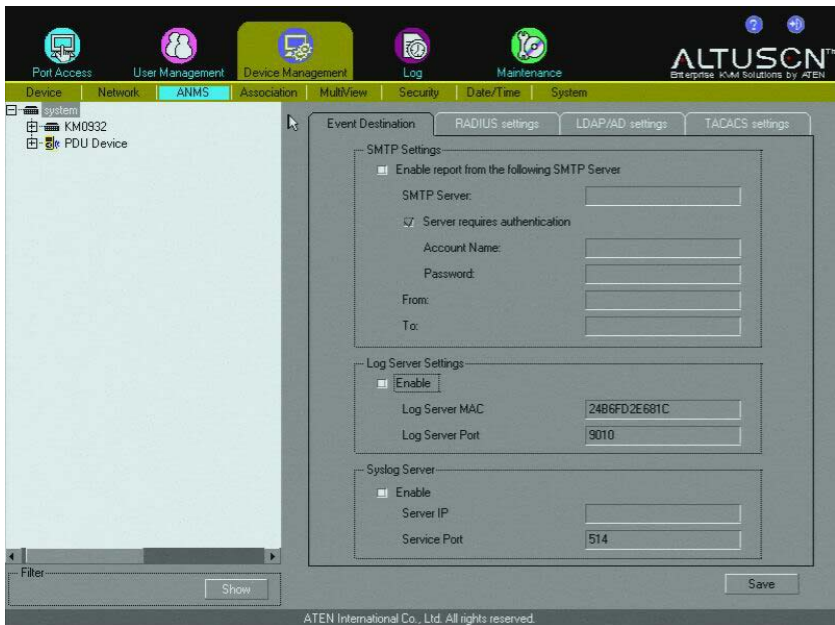 Port Access User Management Device Management Log Maintenance
ALTUSCN™
Enterprise KVM Solutions by ATEN
Device Network ANMS Association MultiView Security Date/Time System
system
KM0932
PDU Device
Event Destination RADIUS settings LDAP/AD settings TACACS settings
SMTP Settings
Enable report from the following SMTP Server
SMTP Server:
Server requires authentication
Account Name:
Password:
From:
To:
Log Server Settings
Enable
Log Server MAC 24B6FD2E681C
Log Server Port 9010
Syslog Server
Enable
Server IP
Service Port 514
Filter
Show
Save
ATEN International Co., Ltd. All rights reserved.